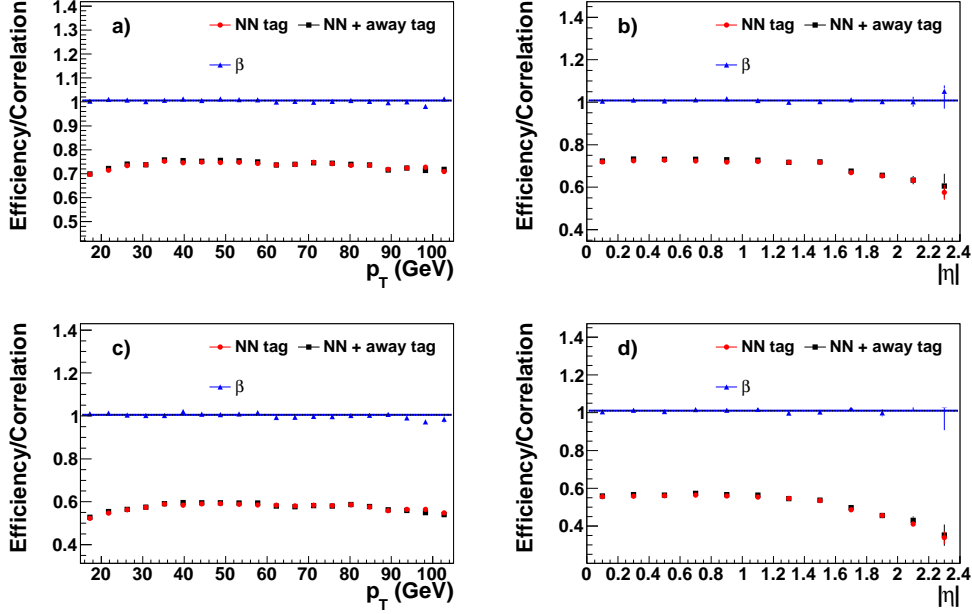 a) NN tag NN + away tag
β
Efficiency/Correlation
1.4
1.3
1.2
1.1
1
0.9
0.8
0.7
0.6
0.5
20 30 40 50 60 70 80 90 100
p_T (GeV)
b) NN tag NN + away tag
β
Efficiency/Correlation
1.4
1.2
1
0.8
0.6
0.4
0 0.2 0.4 0.6 0.8 1 1.2 1.4 1.6 1.8 2 2.2 2.4
|η|
c) NN tag NN + away tag
β
Efficiency/Correlation
1.4
1.2
1
0.8
0.6
0.4
20 30 40 50 60 70 80 90 100
p_T (GeV)
d) NN tag NN + away tag
β
Efficiency/Correlation
1.4
1.2
1
0.8
0.6
0.4
0 0.2 0.4 0.6 0.8 1 1.2 1.4 1.6 1.8 2 2.2 2.4
|η|